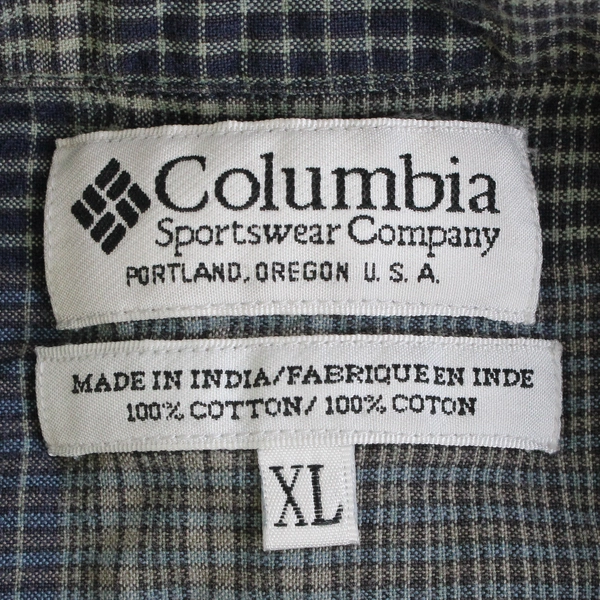 Columbia
Sportswear Company
PORTLAND, OREGON U. S. A.
MADE IN INDIA/FABRIQUE EN INDE
100% COTTON/ 100% COTON
XL